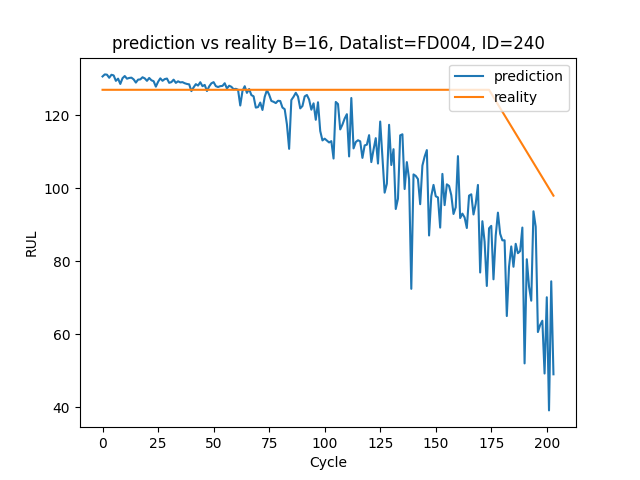 prediction vs reality B=16, Datalist=FD004, ID=240
prediction
reality
RUL
120
100
80
60
40
0 25 50 75 100 125 150 175 200
Cycle